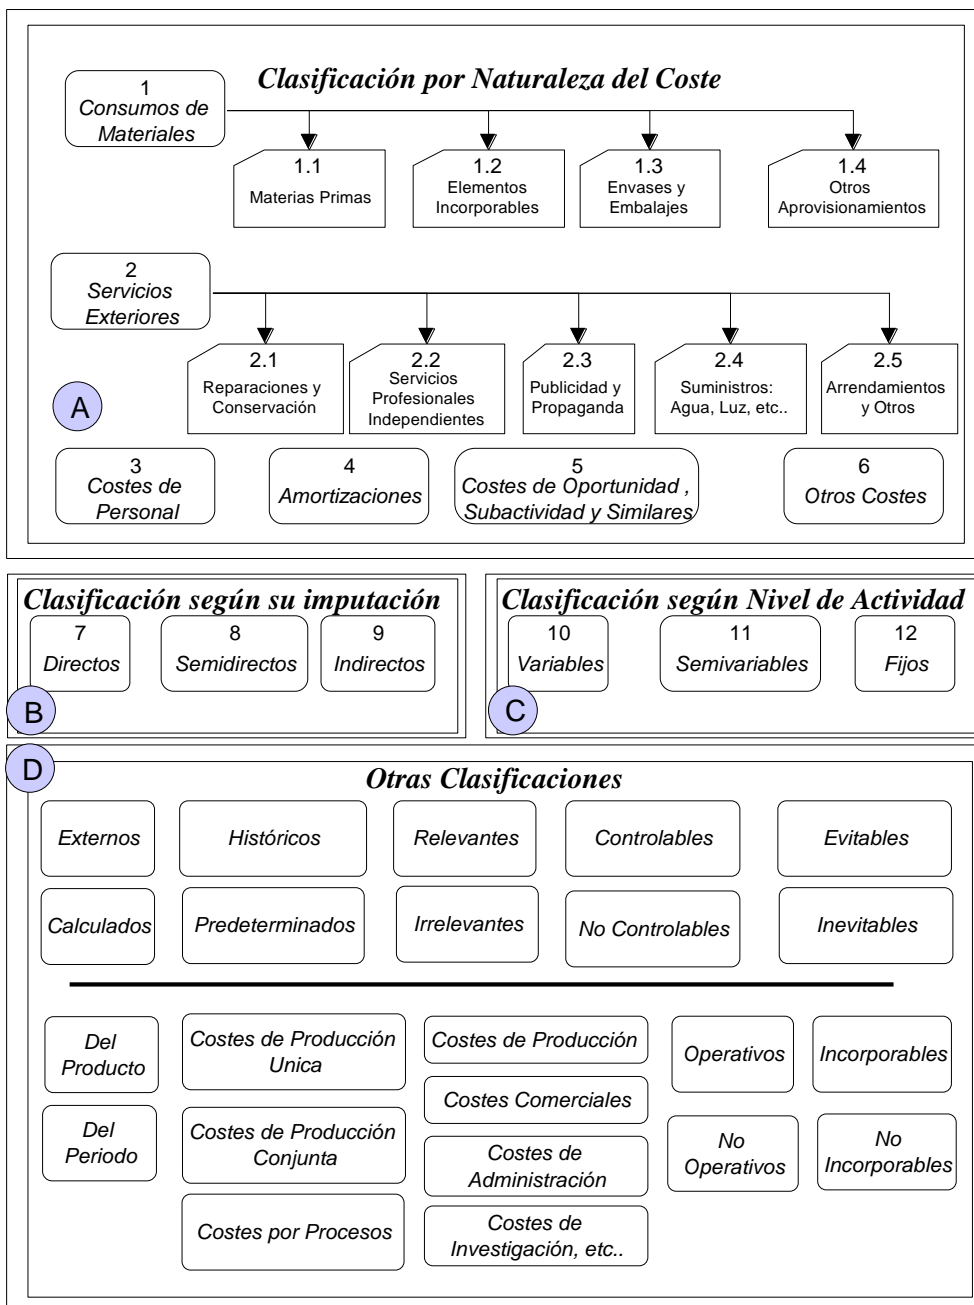 Clasificación por Naturaleza del Coste
1
Consumos de
Materiales
1.1
Materias Primas
1.2
Elementos
Incorporables
1.3
Envases y
Embalajes
1.4
Otros
Aprovisionamientos
2
Servicios
Exteriores
2.1
Reparaciones y
Conservación
2.2
Servicios
Profesionales
Independientes
2.3
Publicidad y
Propaganda
2.4
Suministros:
Agua, Luz, etc..
2.5
Arrendamientos
y Otros
A
3
Costes de
Personal
4
Amortizaciones
5
Costes de Oportunidad ,
Subactividad y Similares
6
Otros Costes
Clasificación según su imputación
7
Directos
8
Semidirectos
9
Indirectos
B
Clasificación según Nivel de Actividad
10
Variables
11
Semivariables
12
Fijos
C
D
Otras Clasificaciones
Externos
Históricos
Relevantes
Controlables
Evitables
Calculados
Predeterminados
Irrelevantes
No Controlables
Inevitables
Del
Producto
Costes de Producción
Unica
Costes de Producción
Operativos
Incorporables
Costes Comerciales
Del
Periodo
Costes de Producción
Conjunta
Costes de
Administración
No
Operativos
No
Incorporables
Costes por Procesos
Costes de
Investigación, etc..